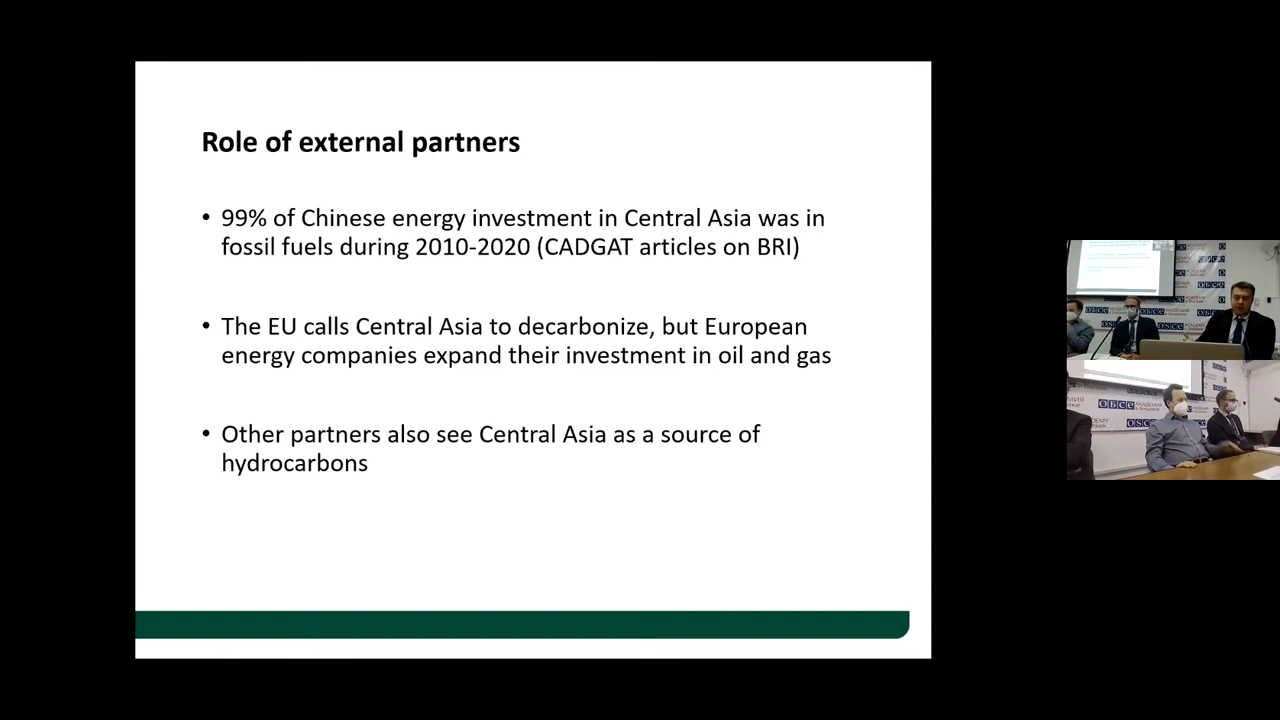 Role of external partners
• 99% of Chinese energy investment in Central Asia was in
fossil fuels during 2010-2020 (CADGAT articles on BRI)
• The EU calls Central Asia to decarbonize, but European
energy companies expand their investment in oil and gas
• Other partners also see Central Asia as a source of
hydrocarbons
ОБСЕ АКАДЕМИЯ